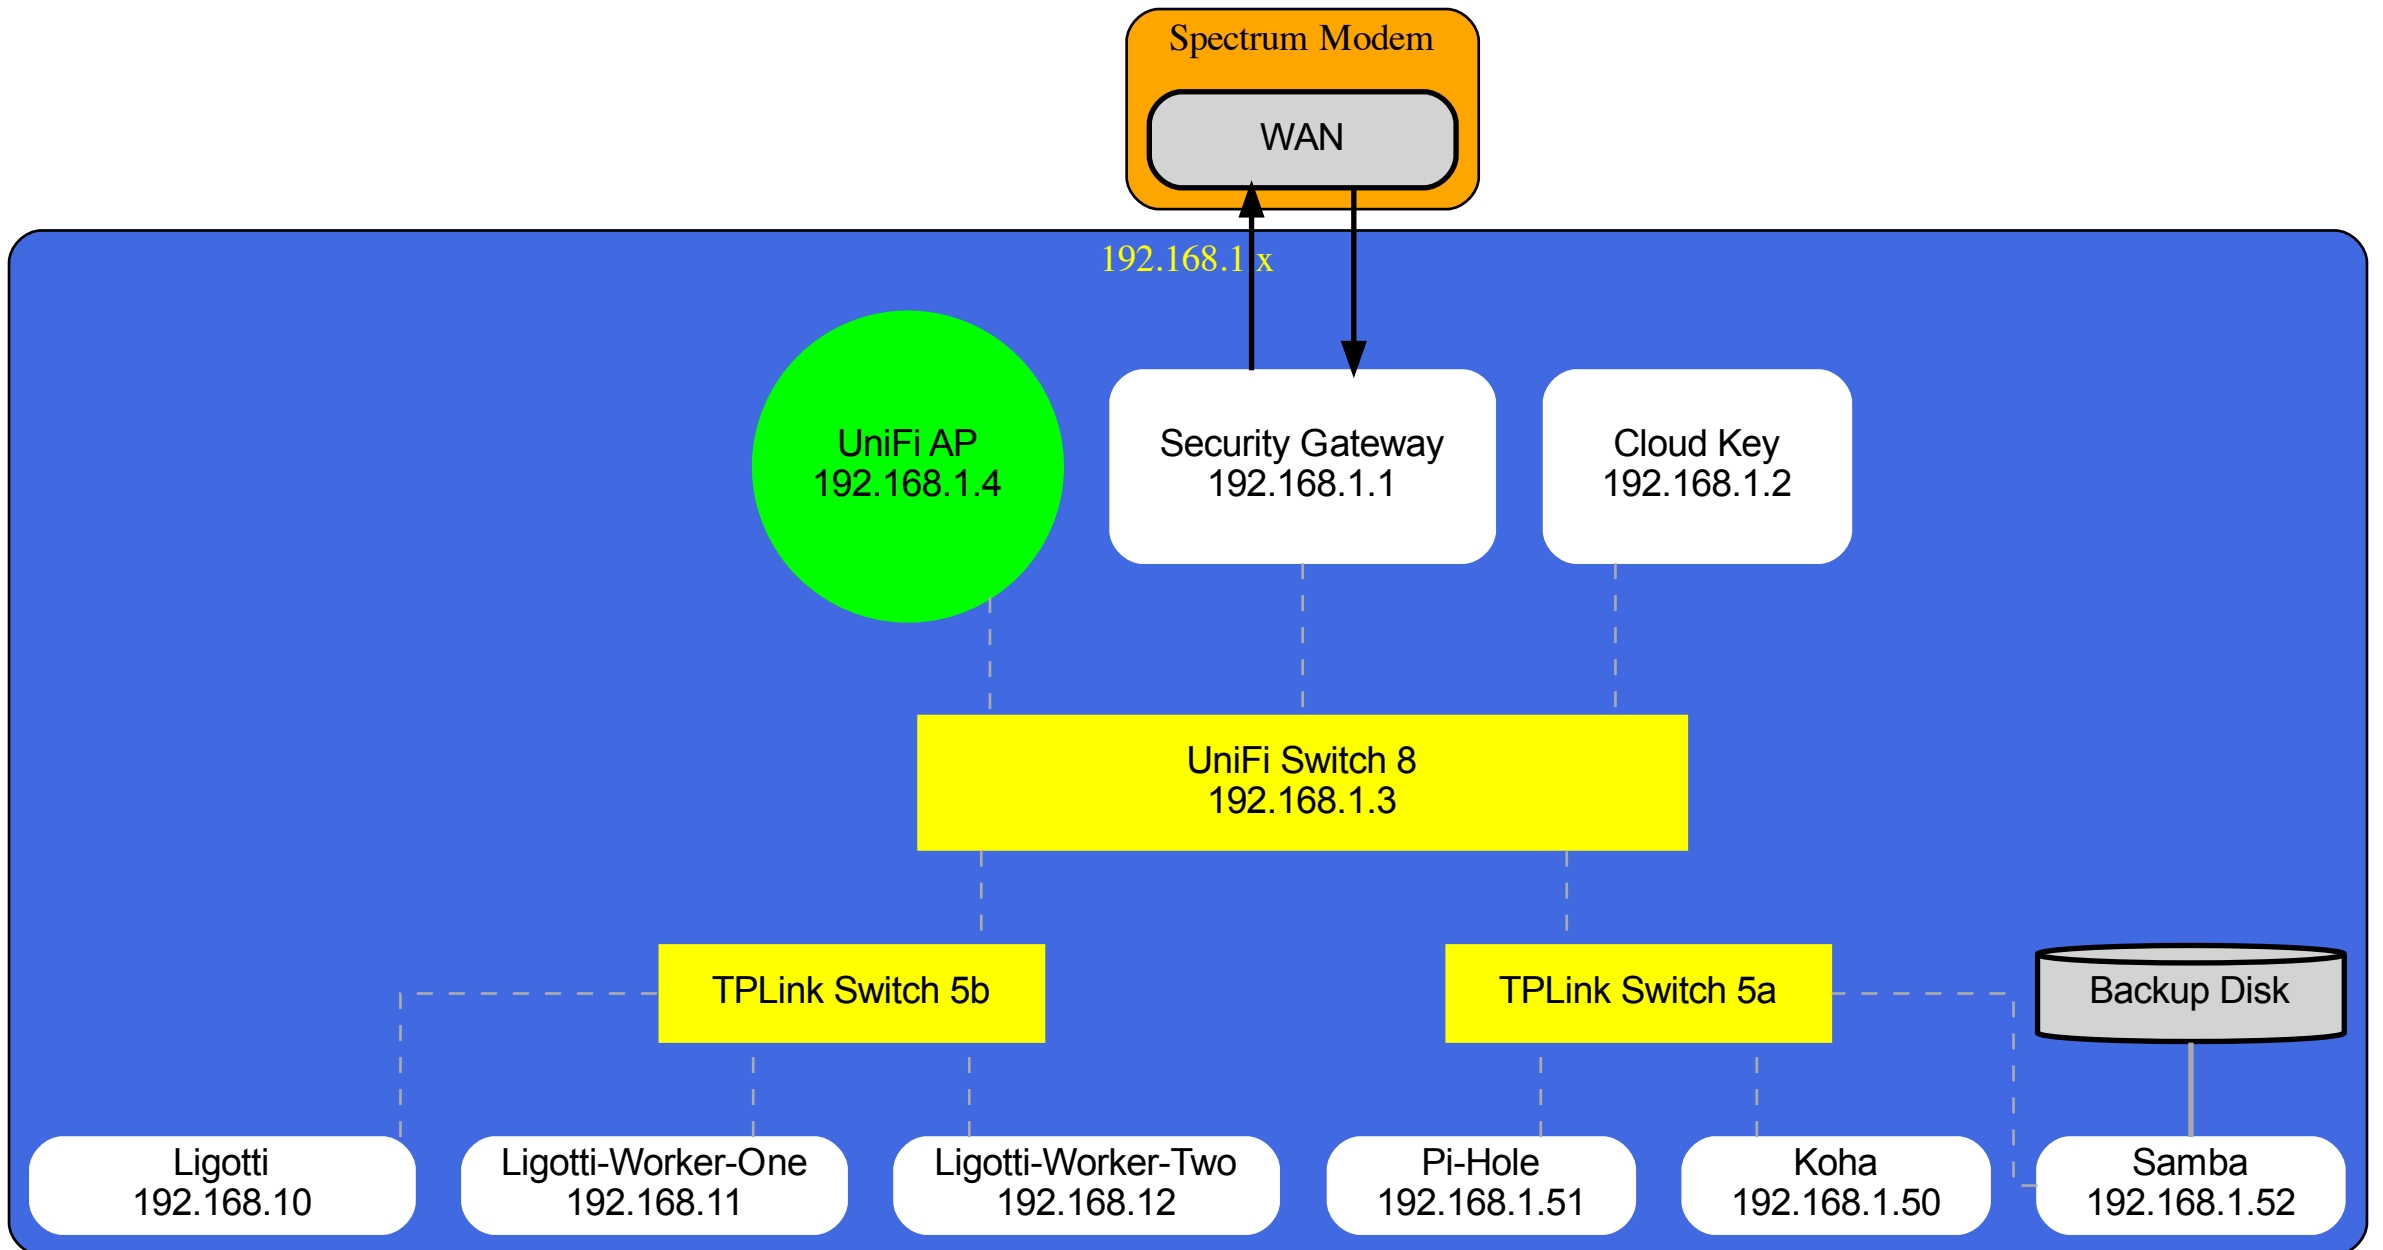 Spectrum Modem
WAN
192.168.1.x
UniFi AP
192.168.1.4
Security Gateway
192.168.1.1
Cloud Key
192.168.1.2
UniFi Switch 8
192.168.1.3
TPLink Switch 5b
TPLink Switch 5a
Backup Disk
Ligotti
192.168.10
Ligotti-Worker-One
192.168.11
Ligotti-Worker-Two
192.168.12
Pi-Hole
192.168.1.51
Koha
192.168.1.50
Samba
192.168.1.52